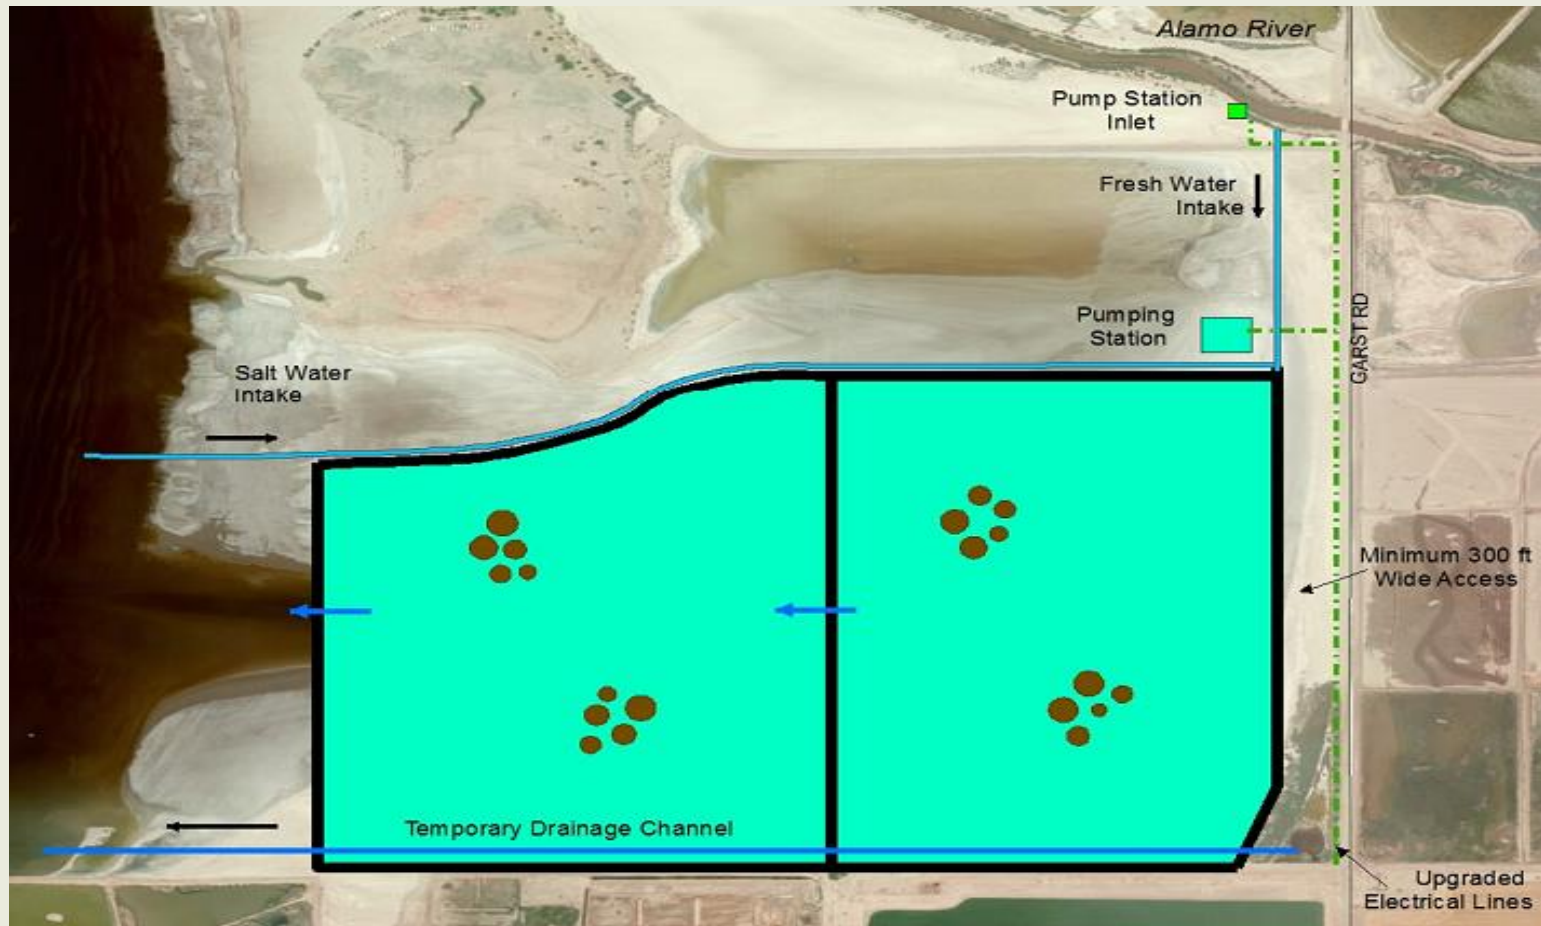 Alamo River
Pump Station
Inlet
Fresh Water
Intake
Pumping
Station
GARST RD
Salt Water
Intake
Minimum 300 ft
Wide Access
Temporary Drainage Channel
Upgraded
Electrical Lines